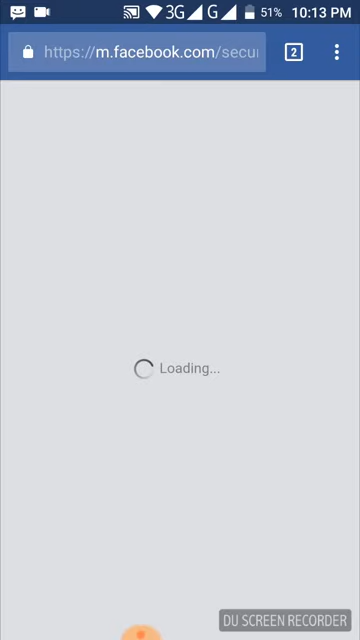 3G G 51% 10:13 PM
https://m.facebook.com/secu
2
Loading...
DU SCREEN RECORDER